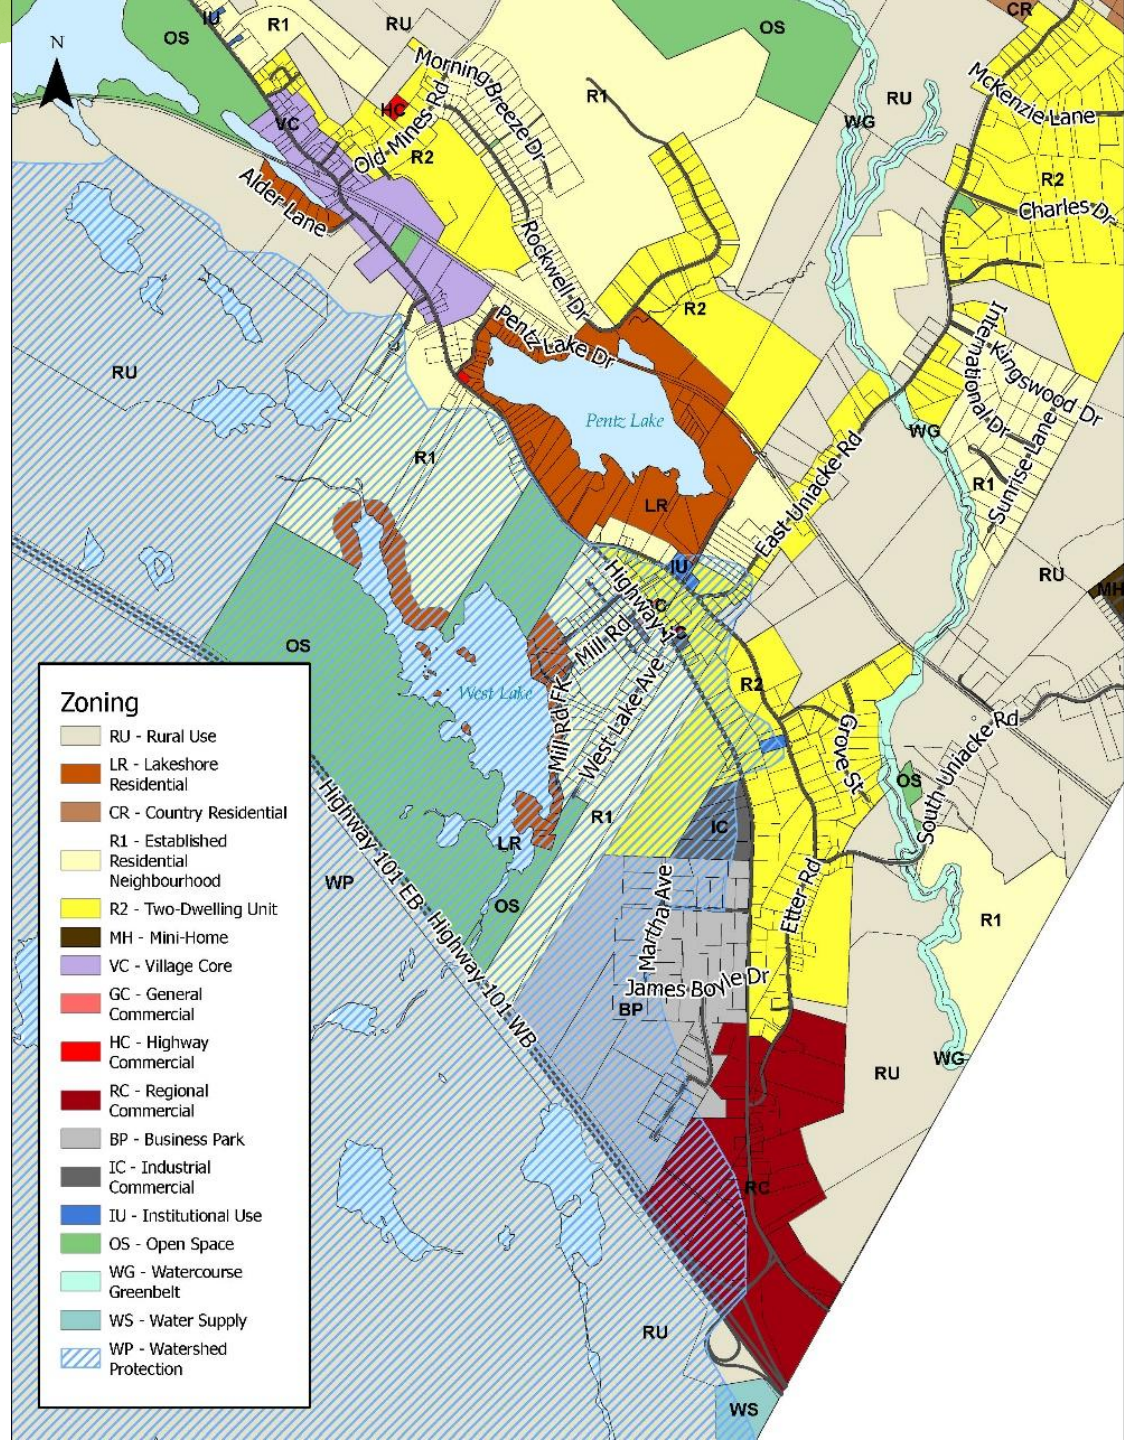 IU
R1
RU
OS
OS
CR
N
Morning Breeze Dr
R1
McKenzie Lane
HC
RU
WG
VC
Old Mines Rd
R2
R2
Alder Lane
Charles Dr
Rockwell Dr
R2
Pentz Lake Dr
International Dr
Kingswood Dr
RU
Pentz Lake
WG
R1
East Uniacke Rd
Sunrise Lane
R1
LR
IU
RU
MH
Highway 1
GC
Mill Rd
OS
R2
West Lake
Mill Rd FK
West Lake Ave
Grove St
South Uniacke Rd
OS
R1
IC
LR
WP
Highway 101 EB
Highway 101 WB
OS
Martha Ave
Etter Rd
R1
James Boyle Dr
BP
WG
RU
RC
RU
WS
Zoning
RU - Rural Use
LR - Lakeshore
Residential
CR - Country Residential
R1 - Established
Residential
Neighbourhood
R2 - Two-Dwelling Unit
MH - Mini-Home
VC - Village Core
GC - General
Commercial
HC - Highway
Commercial
RC - Regional
Commercial
BP - Business Park
IC - Industrial
Commercial
IU - Institutional Use
OS - Open Space
WG - Watercourse
Greenbelt
WS - Water Supply
WP - Watershed
Protection